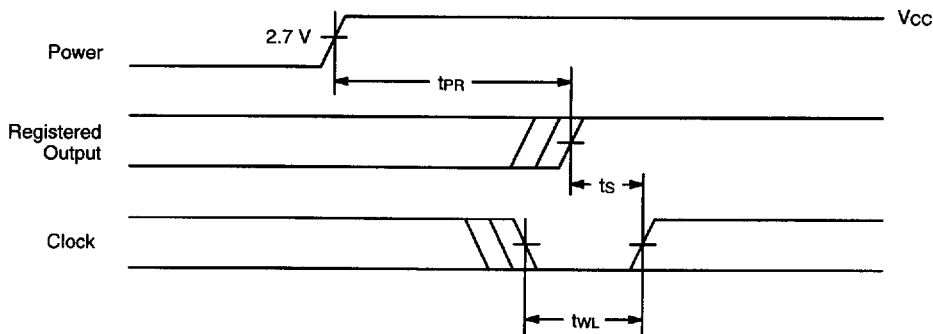 VCC
2.7 V
Power
tPR
Registered
Output
tS
Clock
tWL